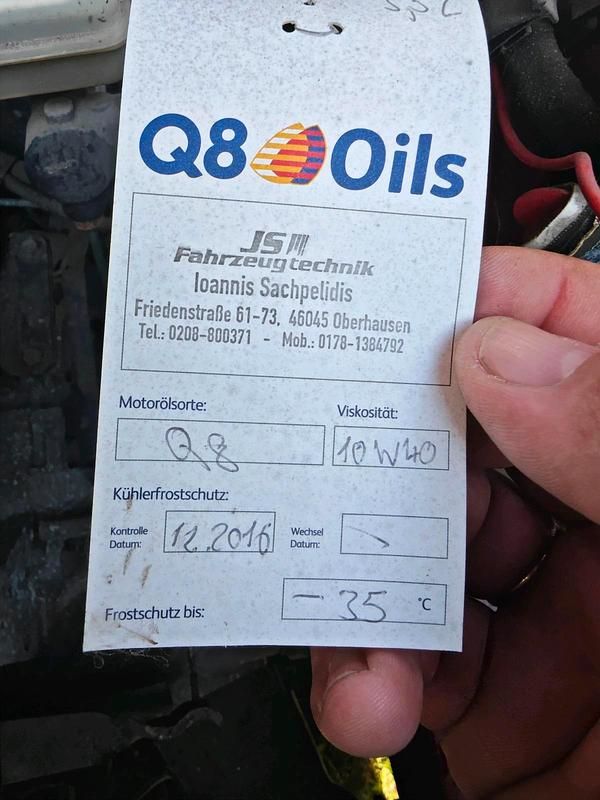 Q8 Oils
JS
Fahrzeugtechnik
Ioannis Sachpelidis
Friedenstraße 61-73, 46045 Oberhausen
Tel.: 0208-800371 - Mob.: 0178-1384792
Motorölsorte:
Viskosität:
Q8
10W40
Kühlerfrostschutz:
Kontrolle
Datum:
12.2016
Wechsel
Datum:
Frostschutz bis:
-35 °C